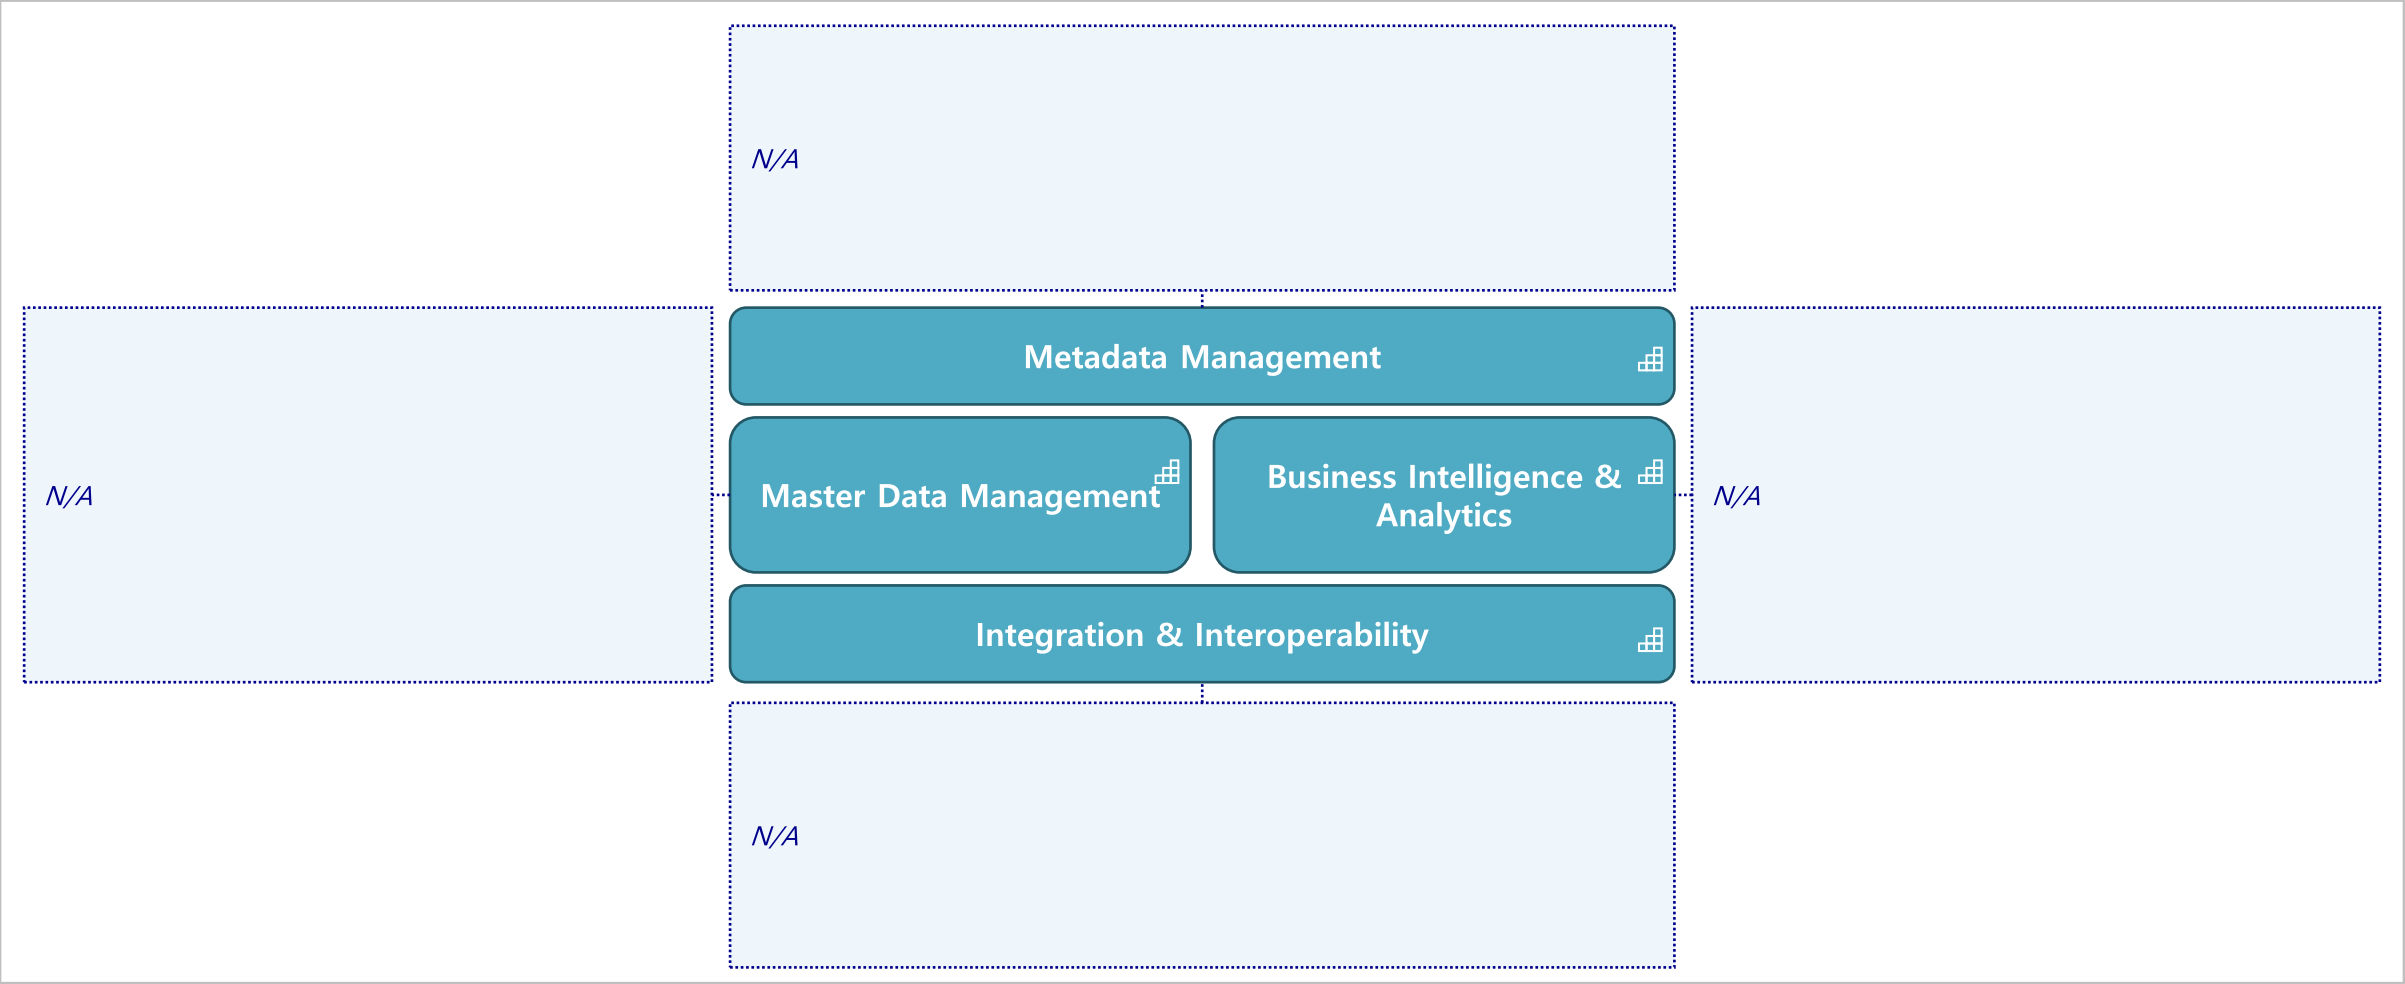 N/A
Metadata Management
N/A
Master Data Management
Business Intelligence &
Analytics
N/A
Integration & Interoperability
N/A